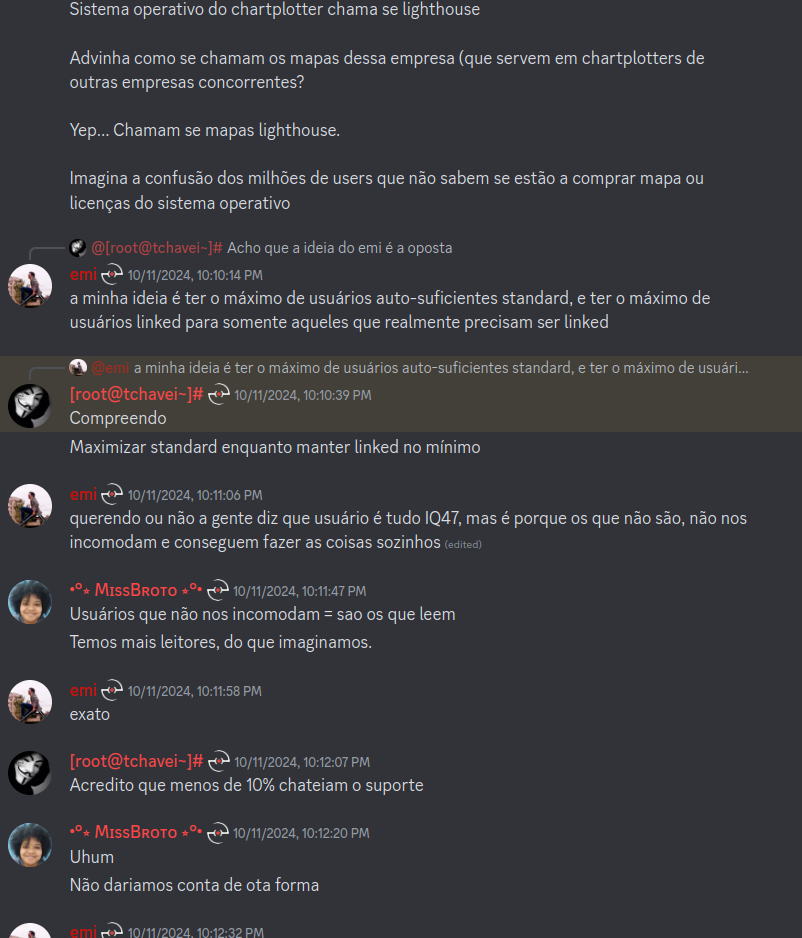 Sistema operativo do chartplotter chama se lighthouse
Advinha como se chamam os mapas dessa empresa (que servem em chartplotters de
outras empresas concorrentes?
Yep... Chamam se mapas lighthouse.
Imagina a confusão dos milhões de users que não sabem se estão a comprar mapa ou
licenças do sistema operativo
@[root@tchavei~]# Acho que a ideia do emi é a oposta
emi 10/11/2024, 10:10:14 PM
a minha ideia é ter o máximo de usuários auto-suficientes standard, e ter o máximo de
usuários linked para somente aqueles que realmente precisam ser linked
@emi a minha ideia é ter o máximo de usuários auto-suficientes standard, e ter o máximo de usuári...
[root@tchavei~]# 10/11/2024, 10:10:39 PM
Compreendo
Maximizar standard enquanto manter linked no mínimo
emi 10/11/2024, 10:11:06 PM
querendo ou não a gente diz que usuário é tudo IQ47, mas é porque os que não são, não nos
incomodam e conseguem fazer as coisas sozinhos (edited)
•°⋆ MissBroto ⋆°• 10/11/2024, 10:11:47 PM
Usuários que não nos incomodam = sao os que leem
Temos mais leitores, do que imaginamos.
emi 10/11/2024, 10:11:58 PM
exato
[root@tchavei~]# 10/11/2024, 10:12:07 PM
Acredito que menos de 10% chateiam o suporte
•°⋆ MissBroto ⋆°• 10/11/2024, 10:12:20 PM
Uhum
Não dariamos conta de ota forma
emi 10/11/2024, 10:12:32 PM